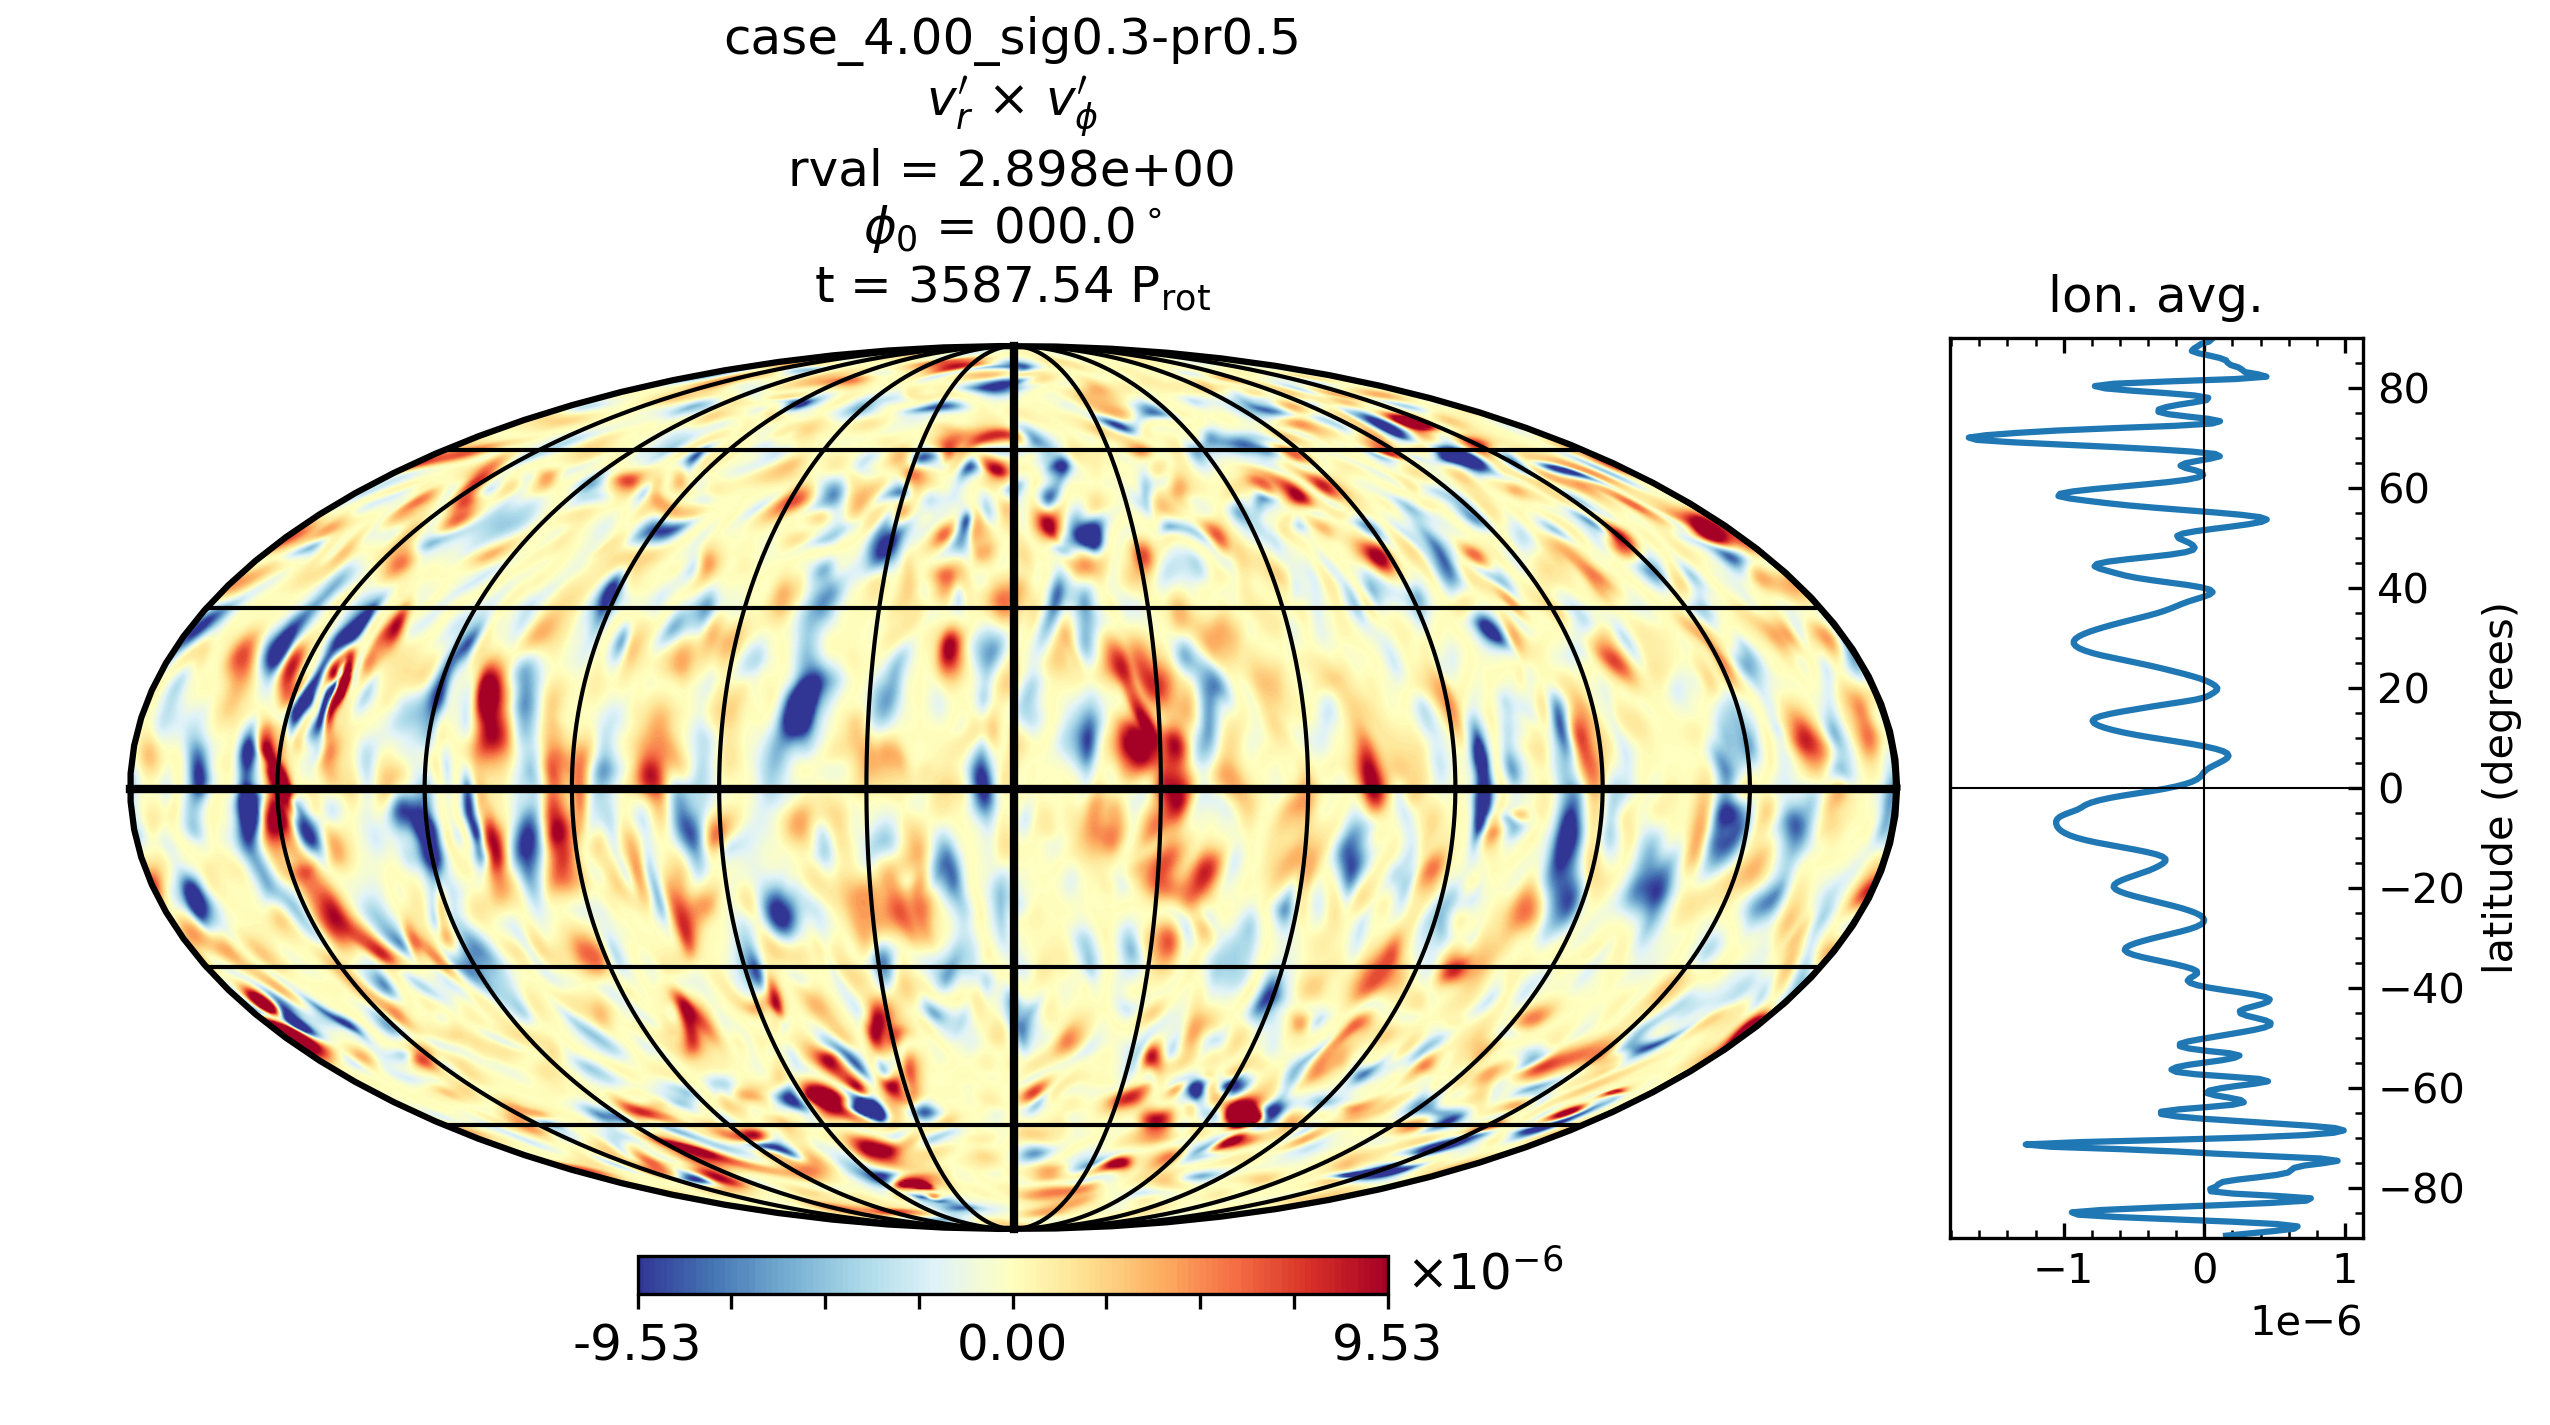 case_4.00_sig0.3-pr0.5
v′r × v′ϕ
rval = 2.898e+00
ϕ0 = 000.0°
t = 3587.54 Prot
lon. avg.
80
60
40
20
0
−20
−40
−60
−80
latitude (degrees)
−1 0 1
1e−6
×10−6
-9.53 0.00 9.53